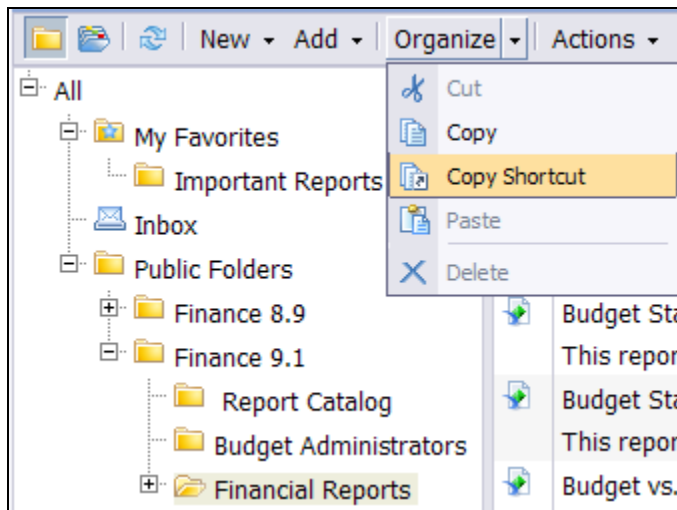 New Add Organize Actions
All
My Favorites
Important Reports
Inbox
Public Folders
Finance 8.9
Finance 9.1
Report Catalog
Budget Administrators
Financial Reports
Cut
Copy
Copy Shortcut
Paste
Delete
Budget Sta
This repor
Budget Sta
This repor
Budget vs.